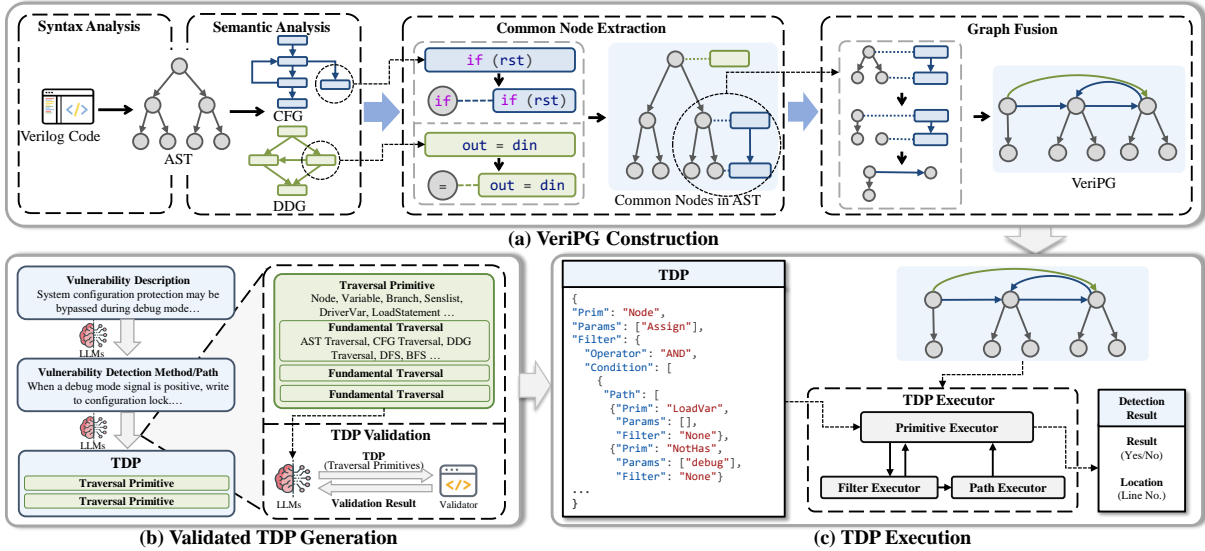 Syntax Analysis
Semantic Analysis
Common Node Extraction
Graph Fusion
Verilog Code
AST
CFG
DDG
if (rst)
if
if (rst)
out = din
=
out = din
Common Nodes in AST
VeriPG
(a) VeriPG Construction
Vulnerability Description
System configuration protection may be
bypassed during debug mode…
LLMs
Vulnerability Detection Method/Path
When a debug mode signal is positive, write
to configuration lock.…
LLMs
TDP
Traversal Primitive
Traversal Primitive
Traversal Primitive
Node, Variable, Branch, Senslist,
DriverVar, LoadStatement …
Fundamental Traversal
AST Traversal, CFG Traversal, DDG
Traversal, DFS, BFS …
Fundamental Traversal
Fundamental Traversal
TDP Validation
TDP
(Traversal Primitives)
Validation Result
LLMs
Validator
(b) Validated TDP Generation
TDP
{
"Prim": "Node",
"Params": ["Assign"],
"Filter": {
"Operator": "AND",
"Condition": [
{
"Path": [
{"Prim": "LoadVar",
"Params": [],
"Filter": "None"},
{"Prim": "NotHas",
"Params": ["debug"],
"Filter": "None"}
...
}
TDP Executor
Primitive Executor
Filter Executor
Path Executor
Detection
Result
Result
(Yes/No)
Location
(Line No.)
(c) TDP Execution